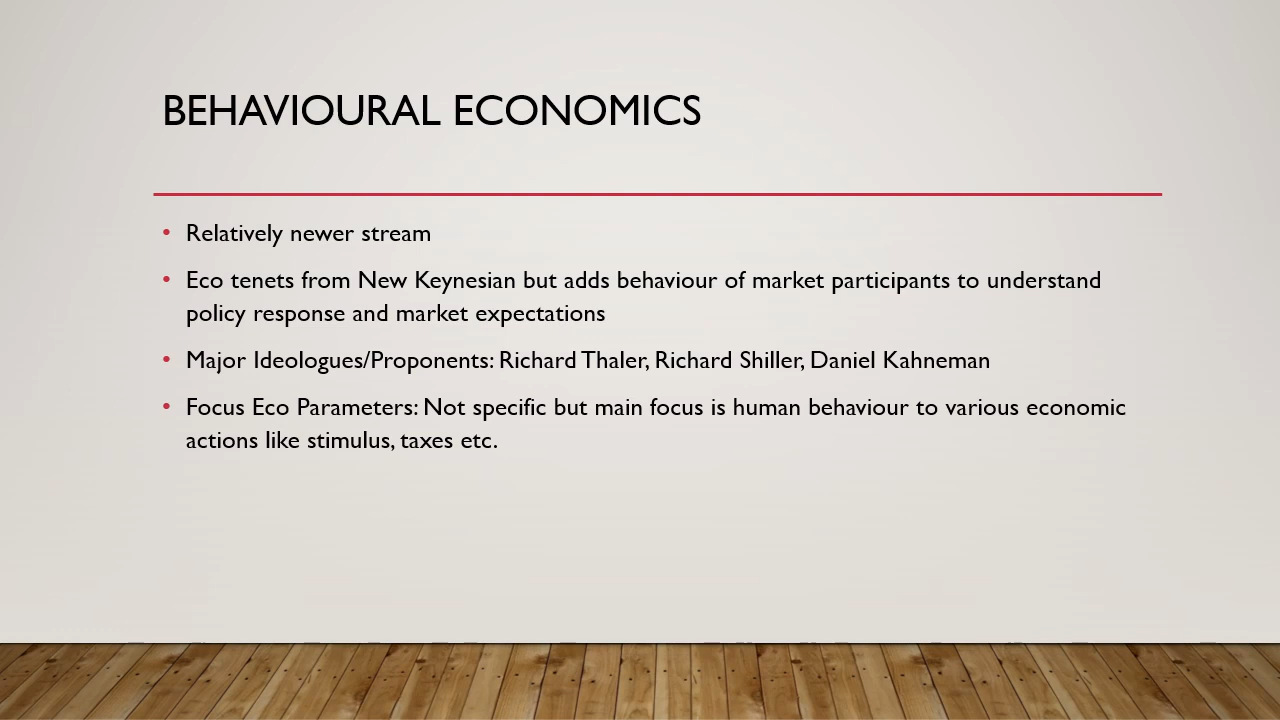 BEHAVIOURAL ECONOMICS
• Relatively newer stream
• Eco tenets from New Keynesian but adds behaviour of market participants to understand
policy response and market expectations
• Major Ideologues/Proponents: Richard Thaler, Richard Shiller, Daniel Kahneman
• Focus Eco Parameters: Not specific but main focus is human behaviour to various economic
actions like stimulus, taxes etc.